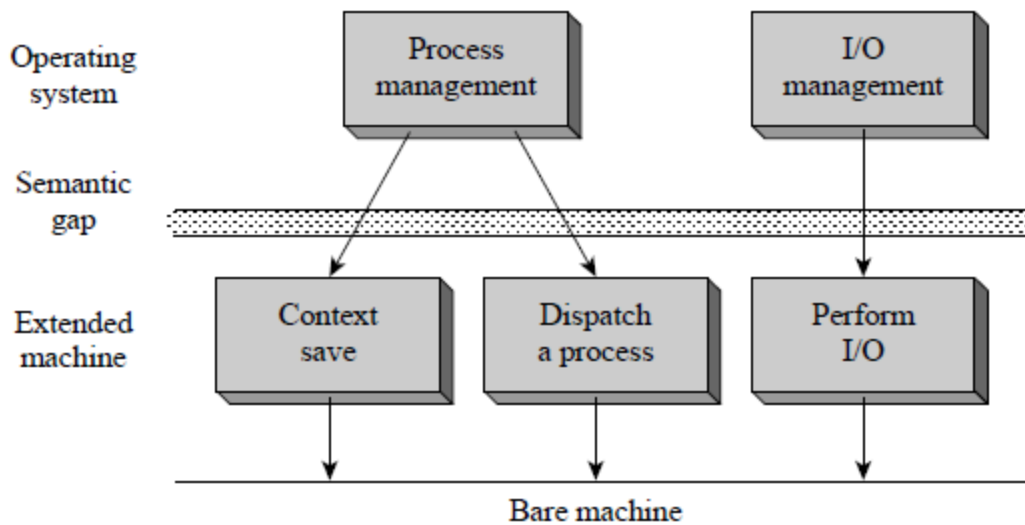 Operating
system
Process
management
I/O
management
Semantic
gap
Extended
machine
Context
save
Dispatch
a process
Perform
I/O
Bare machine